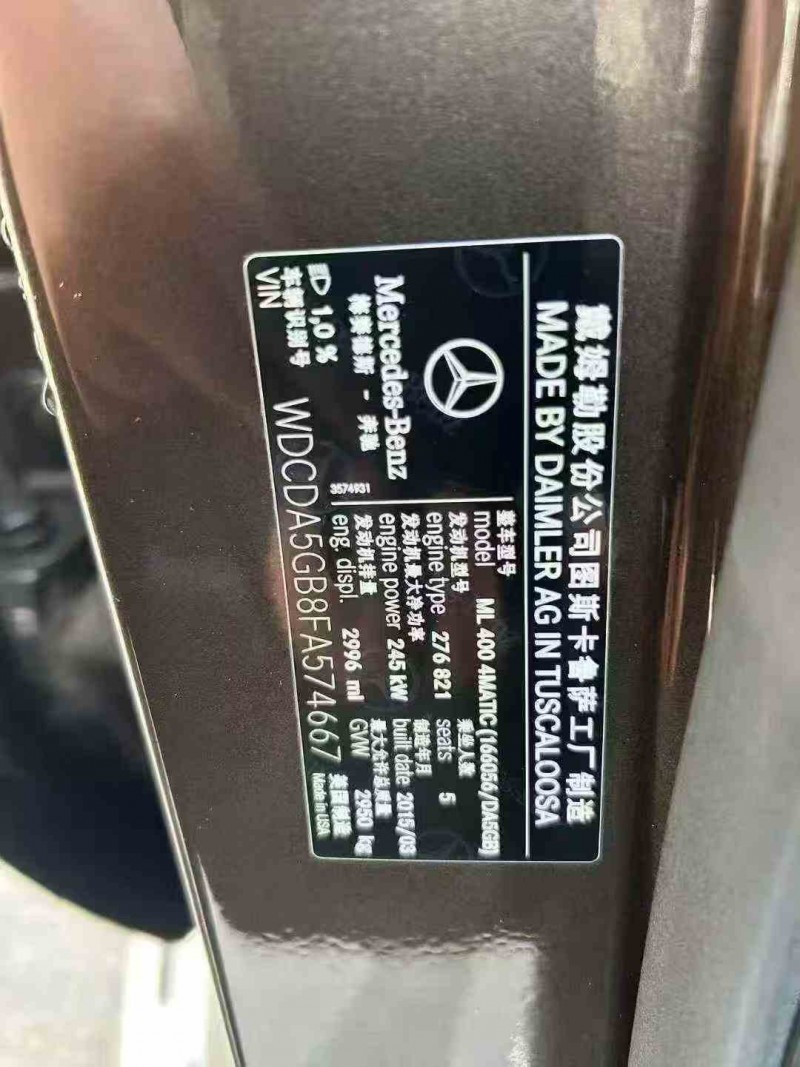 戴姆勒股份公司图斯卡鲁萨工厂制造
MADE BY DAIMLER AG IN TUSCALOOSA
Mercedes-Benz
梅赛德斯 - 奔驰
1,0 %
3574931
整车型号
model ML 400 4MATIC (166056/DA5GB)
发动机型号 乘坐人数
engine type 276 821 seats 5
发动机最大净功率 制造年月
engine power 245 kW built date 2015/03
发动机排量 最大允许总质量
eng. displ. 2996 ml GVW 2950 kg
车辆识别号 美国制造
VIN WDCDA5GB8FA574667 Made in USA